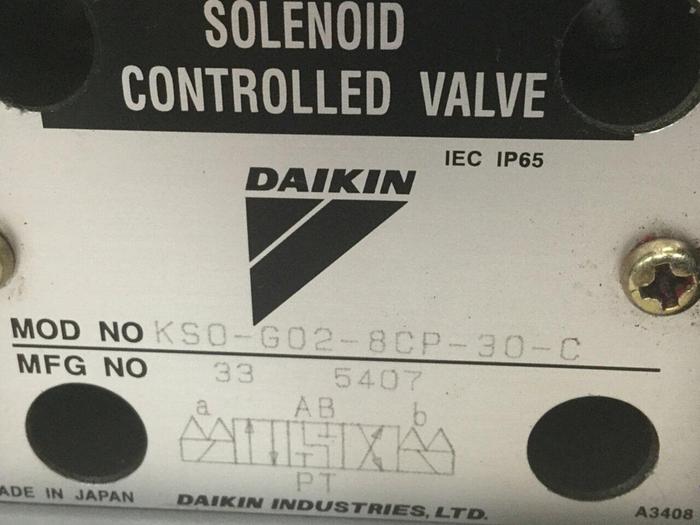 SOLENOID
CONTROLLED VALVE
IEC IP65
DAIKIN
MOD NO KSO-G02-8CP-30-C
MFG NO 33 5407
a AB b
PT
ADE IN JAPAN DAIKIN INDUSTRIES, LTD. A3408